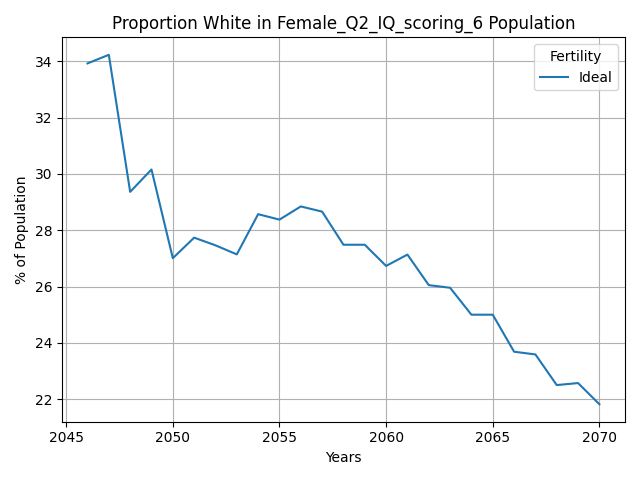 Proportion White in Female_Q2_IQ_scoring_6 Population
Fertility
Ideal
% of Population
34
32
30
28
26
24
22
2045 2050 2055 2060 2065 2070
Years